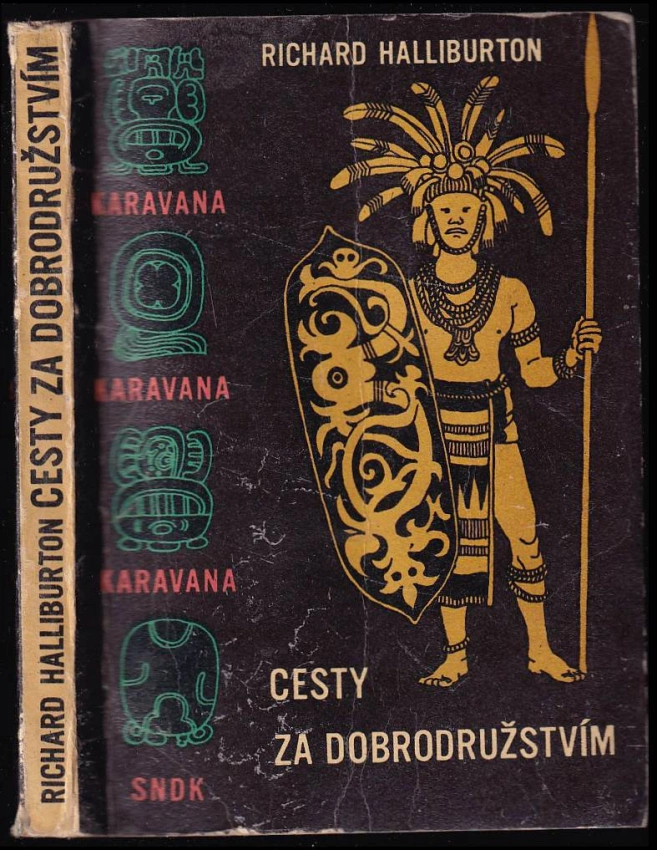 RICHARD HALLIBURTON CESTY ZA DOBRODRUŽSTVÍM
RICHARD HALLIBURTON
KARAVANA
KARAVANA
KARAVANA
SNDK
CESTY
ZA DOBRODRUŽSTVÍM